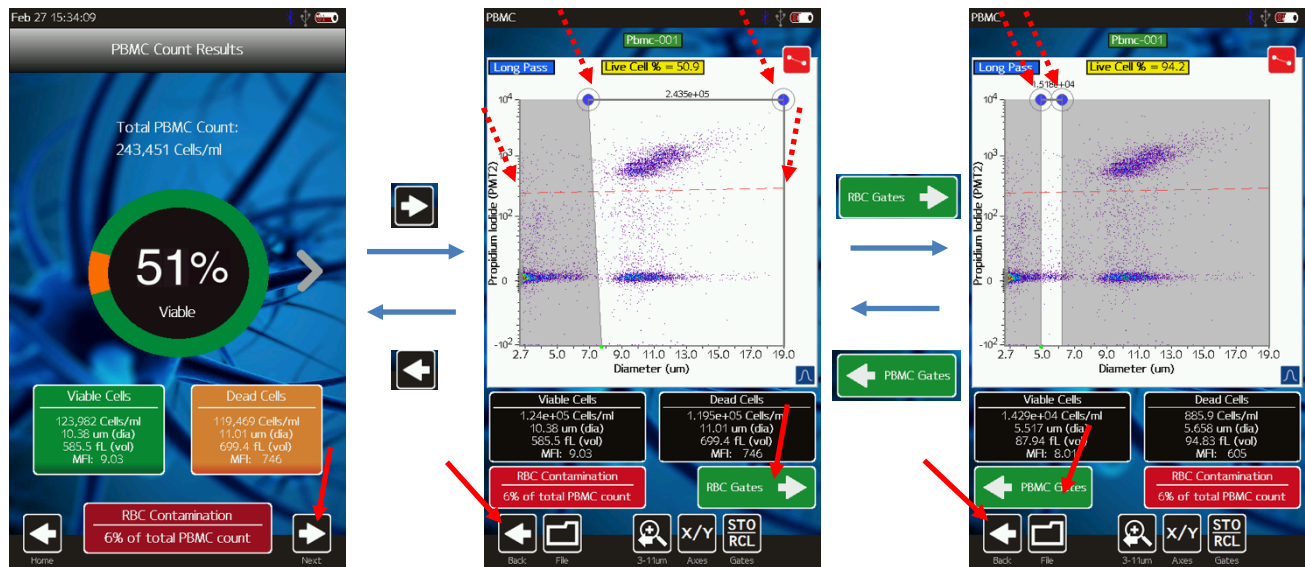 Feb 27 15:34:09
PBMC Count Results
Total PBMC Count:
243,451 Cells/ml
51%
Viable
Viable Cells
123,982 Cells/ml
10.38 um (dia)
585.5 fL (vol)
MFI: 9.03
Dead Cells
119,469 Cells/ml
11.01 um (dia)
699.4 fL (vol)
MFI: 746
RBC Contamination
6% of total PBMC count
Home
Next
PBMC
Pbmc-001
Long Pass
Live Cell % = 50.9
2.435e+05
10^4
10^3
10^2
0
-10^2
Propidium Iodide (PMT2)
2.7 5.0 7.0 9.0 11.0 13.0 15.0 17.0 19.0
Diameter (um)
Viable Cells
1.24e+05 Cells/ml
10.38 um (dia)
585.5 fL (vol)
MFI: 9.03
Dead Cells
1.195e+05 Cells/ml
11.01 um (dia)
699.4 fL (vol)
MFI: 746
RBC Contamination
6% of total PBMC count
RBC Gates
X/Y
STO
RCL
Back
File
3-11um
Axes
Gates
RBC Gates
PBMC Gates
PBMC
Pbmc-001
Long Pass
Live Cell % = 94.2
1.518e+04
10^4
10^3
10^2
0
-10^2
Propidium Iodide (PMT2)
2.7 5.0 7.0 9.0 11.0 13.0 15.0 17.0 19.0
Diameter (um)
Viable Cells
1.429e+04 Cells/ml
5.517 um (dia)
87.94 fL (vol)
MFI: 8.01
Dead Cells
885.9 Cells/ml
5.658 um (dia)
94.83 fL (vol)
MFI: 605
PBMC Gates
RBC Contamination
6% of total PBMC count
X/Y
STO
RCL
Back
File
3-11um
Axes
Gates